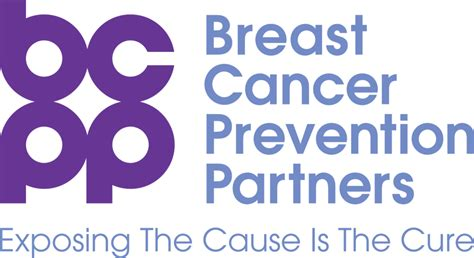 bc
pp
Breast
Cancer
Prevention
Partners
Exposing The Cause Is The Cure